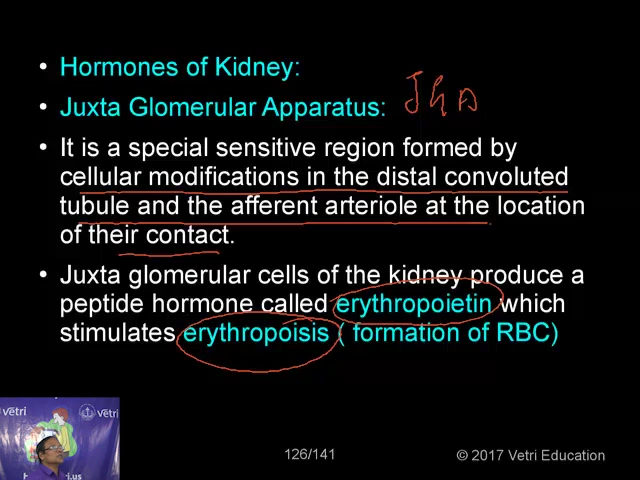 • Hormones of Kidney:
• Juxta Glomerular Apparatus: JGA
• It is a special sensitive region formed by
cellular modifications in the distal convoluted
tubule and the afferent arteriole at the location
of their contact.
• Juxta glomerular cells of the kidney produce a
peptide hormone called erythropoietin which
stimulates erythropoisis ( formation of RBC)
Vetri
Vetri
126/141
© 2017 Vetri Education